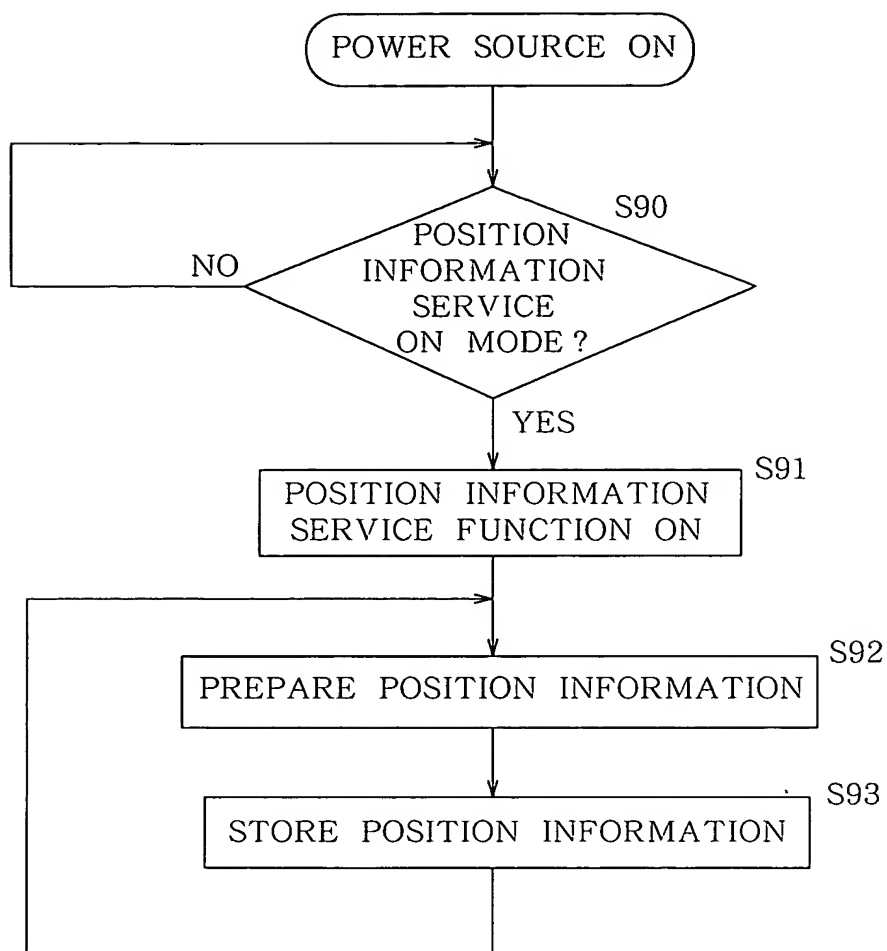 POWER SOURCE ON
S90
POSITION
INFORMATION
SERVICE
ON MODE?
NO
YES
S91
POSITION INFORMATION
SERVICE FUNCTION ON
S92
PREPARE POSITION INFORMATION
S93
STORE POSITION INFORMATION